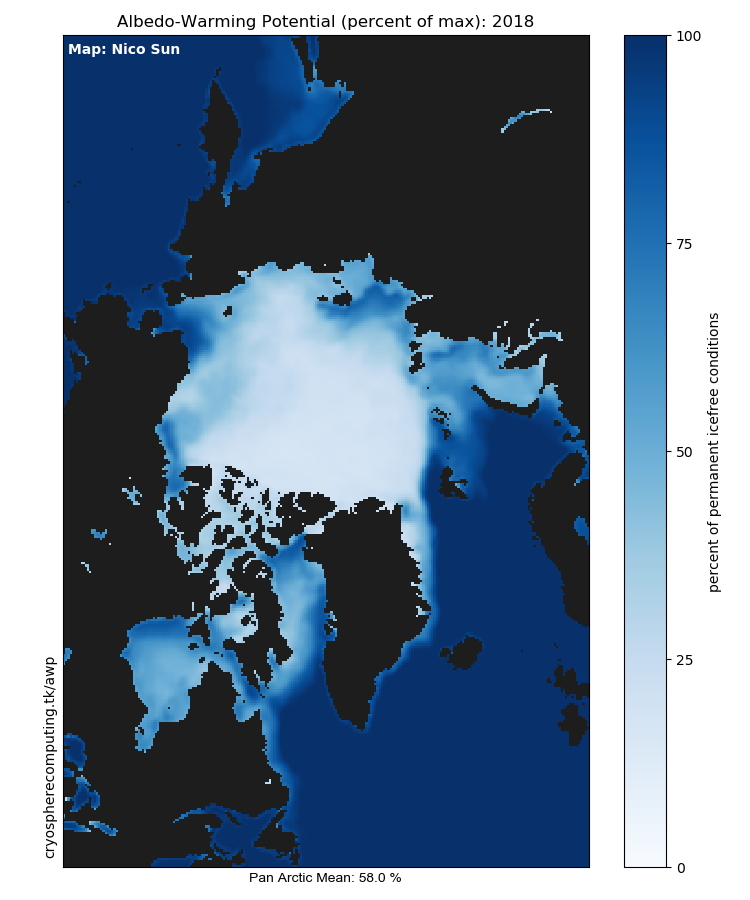 Albedo-Warming Potential (percent of max): 2018
Map: Nico Sun
100
75
50
25
0
percent of permanent icefree conditions
cryospherecomputing.tk/awp
Pan Arctic Mean: 58.0 %